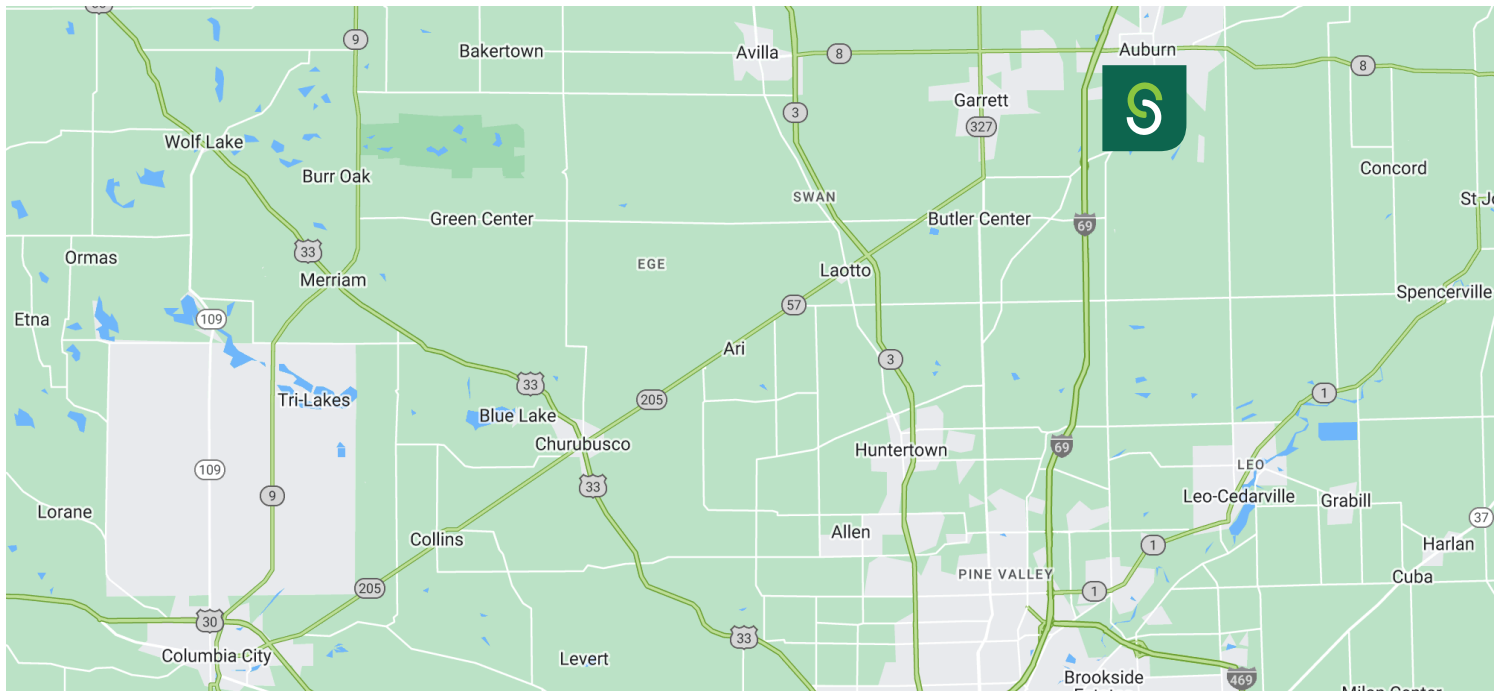 33
9
Bakertown
Avilla
8
Auburn
8
Garrett
3
327
Wolf Lake
Burr Oak
Concord
SWAN
St Jo
Green Center
Butler Center
69
33
Ormas
EGE
Laotto
Merriam
Spencerville
57
109
Etna
Ari
3
33
1
Tri-Lakes
205
Blue Lake
Churubusco
Huntertown
69
109
LEO
33
9
Leo-Cedarville
Grabill
Lorane
37
Allen
Collins
1
Harlan
PINE VALLEY
Cuba
205
1
30
33
Columbia City
Levert
Brookside
469